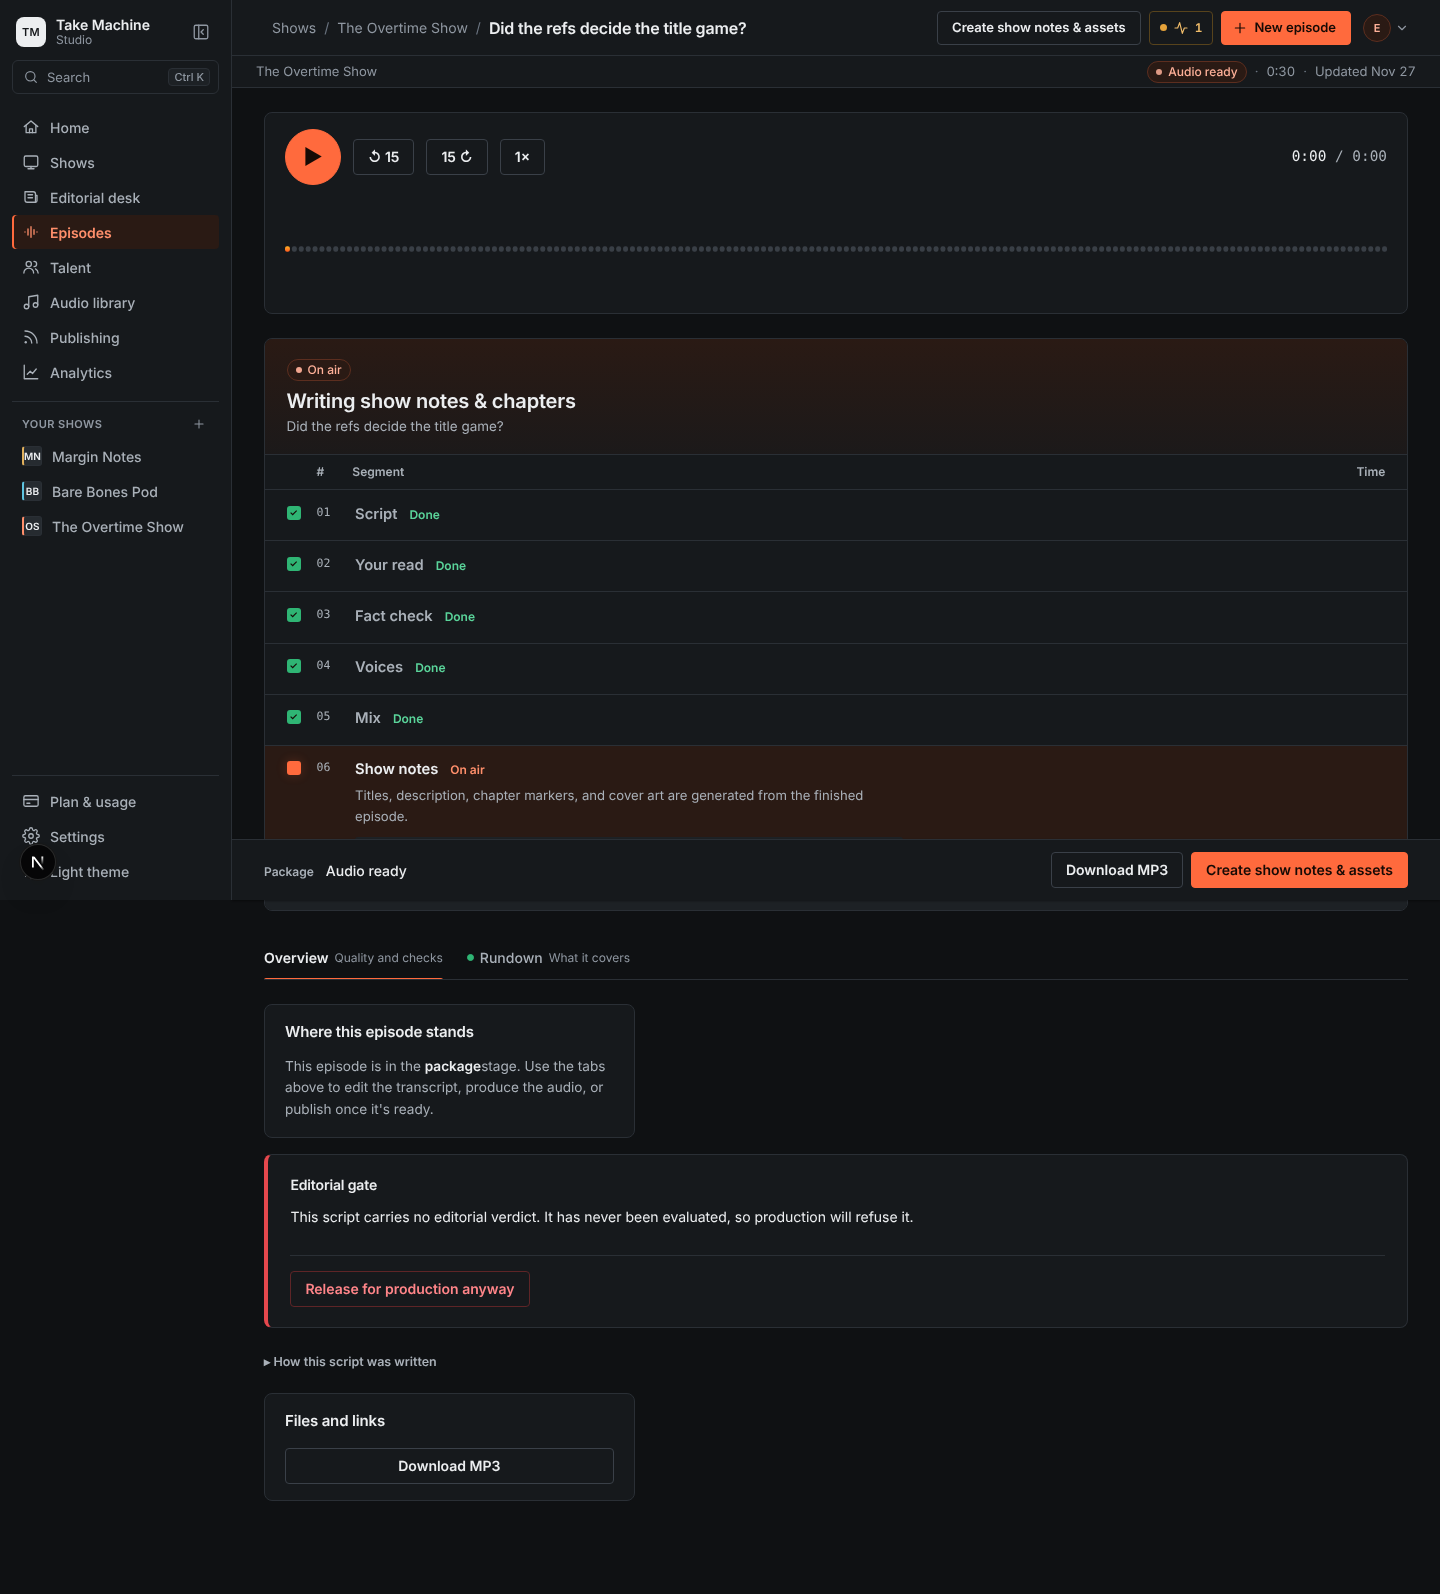 TM
Take Machine
Studio
Search
Ctrl K
Home
Shows
Editorial desk
Episodes
Talent
Audio library
Publishing
Analytics
YOUR SHOWS
MN Margin Notes
BB Bare Bones Pod
OS The Overtime Show
Plan & usage
Settings
Light theme
N
Shows / The Overtime Show / Did the refs decide the title game?
Create show notes & assets
1
New episode
E
The Overtime Show
Audio ready · 0:30 · Updated Nov 27
15
15
1×
0:00 / 0:00
On air
Writing show notes & chapters
Did the refs decide the title game?
# Segment Time
01 Script Done
02 Your read Done
03 Fact check Done
04 Voices Done
05 Mix Done
06 Show notes On air
Titles, description, chapter markers, and cover art are generated from the finished
episode.
Package Audio ready
Download MP3
Create show notes & assets
Overview Quality and checks
Rundown What it covers
Where this episode stands
This episode is in the packagestage. Use the tabs
above to edit the transcript, produce the audio, or
publish once it's ready.
Editorial gate
This script carries no editorial verdict. It has never been evaluated, so production will refuse it.
Release for production anyway
How this script was written
Files and links
Download MP3